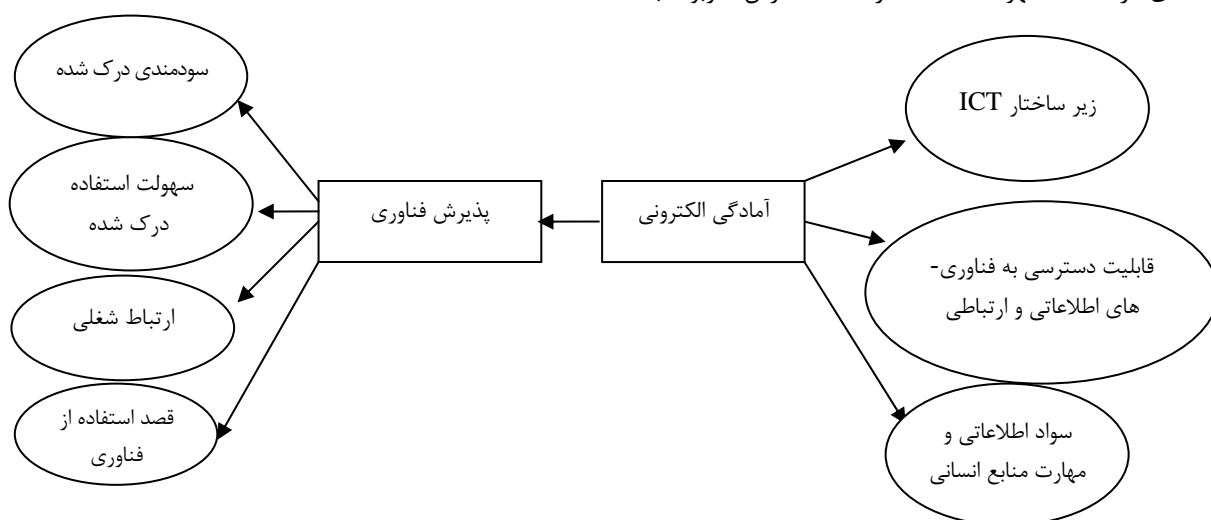 زیر ساختار ICT
قابلیت دسترسی به فناوری-
های اطلاعاتی و ارتباطی
سواد اطلاعاتی و
مهارت منابع انسانی
آمادگی الکترونی
پذیرش فناوری
سودمندی درک شده
سهولت استفاده
درک شده
ارتباط شغلی
قصد استفاده از
فناوری